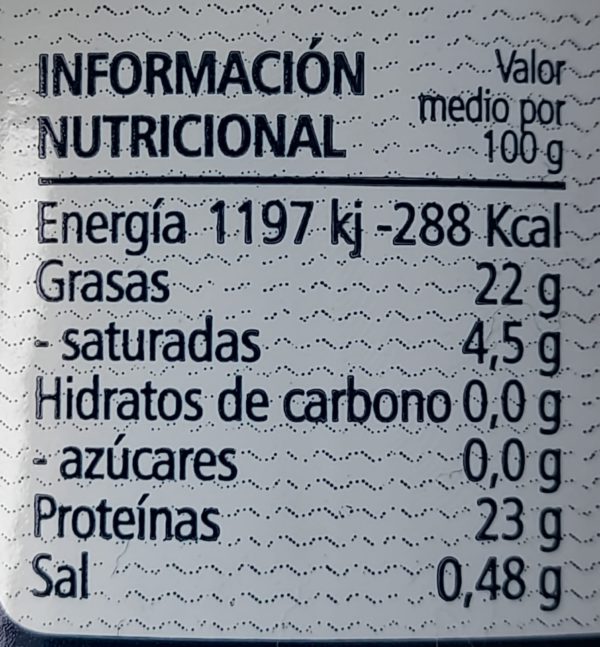 INFORMACIÓN
NUTRICIONAL
Valor
medio por
100 g
Energía 1197 kj -288 Kcal
Grasas 22 g
- saturadas 4,5 g
Hidratos de carbono 0,0 g
- azúcares 0,0 g
Proteínas 23 g
Sal 0,48 g